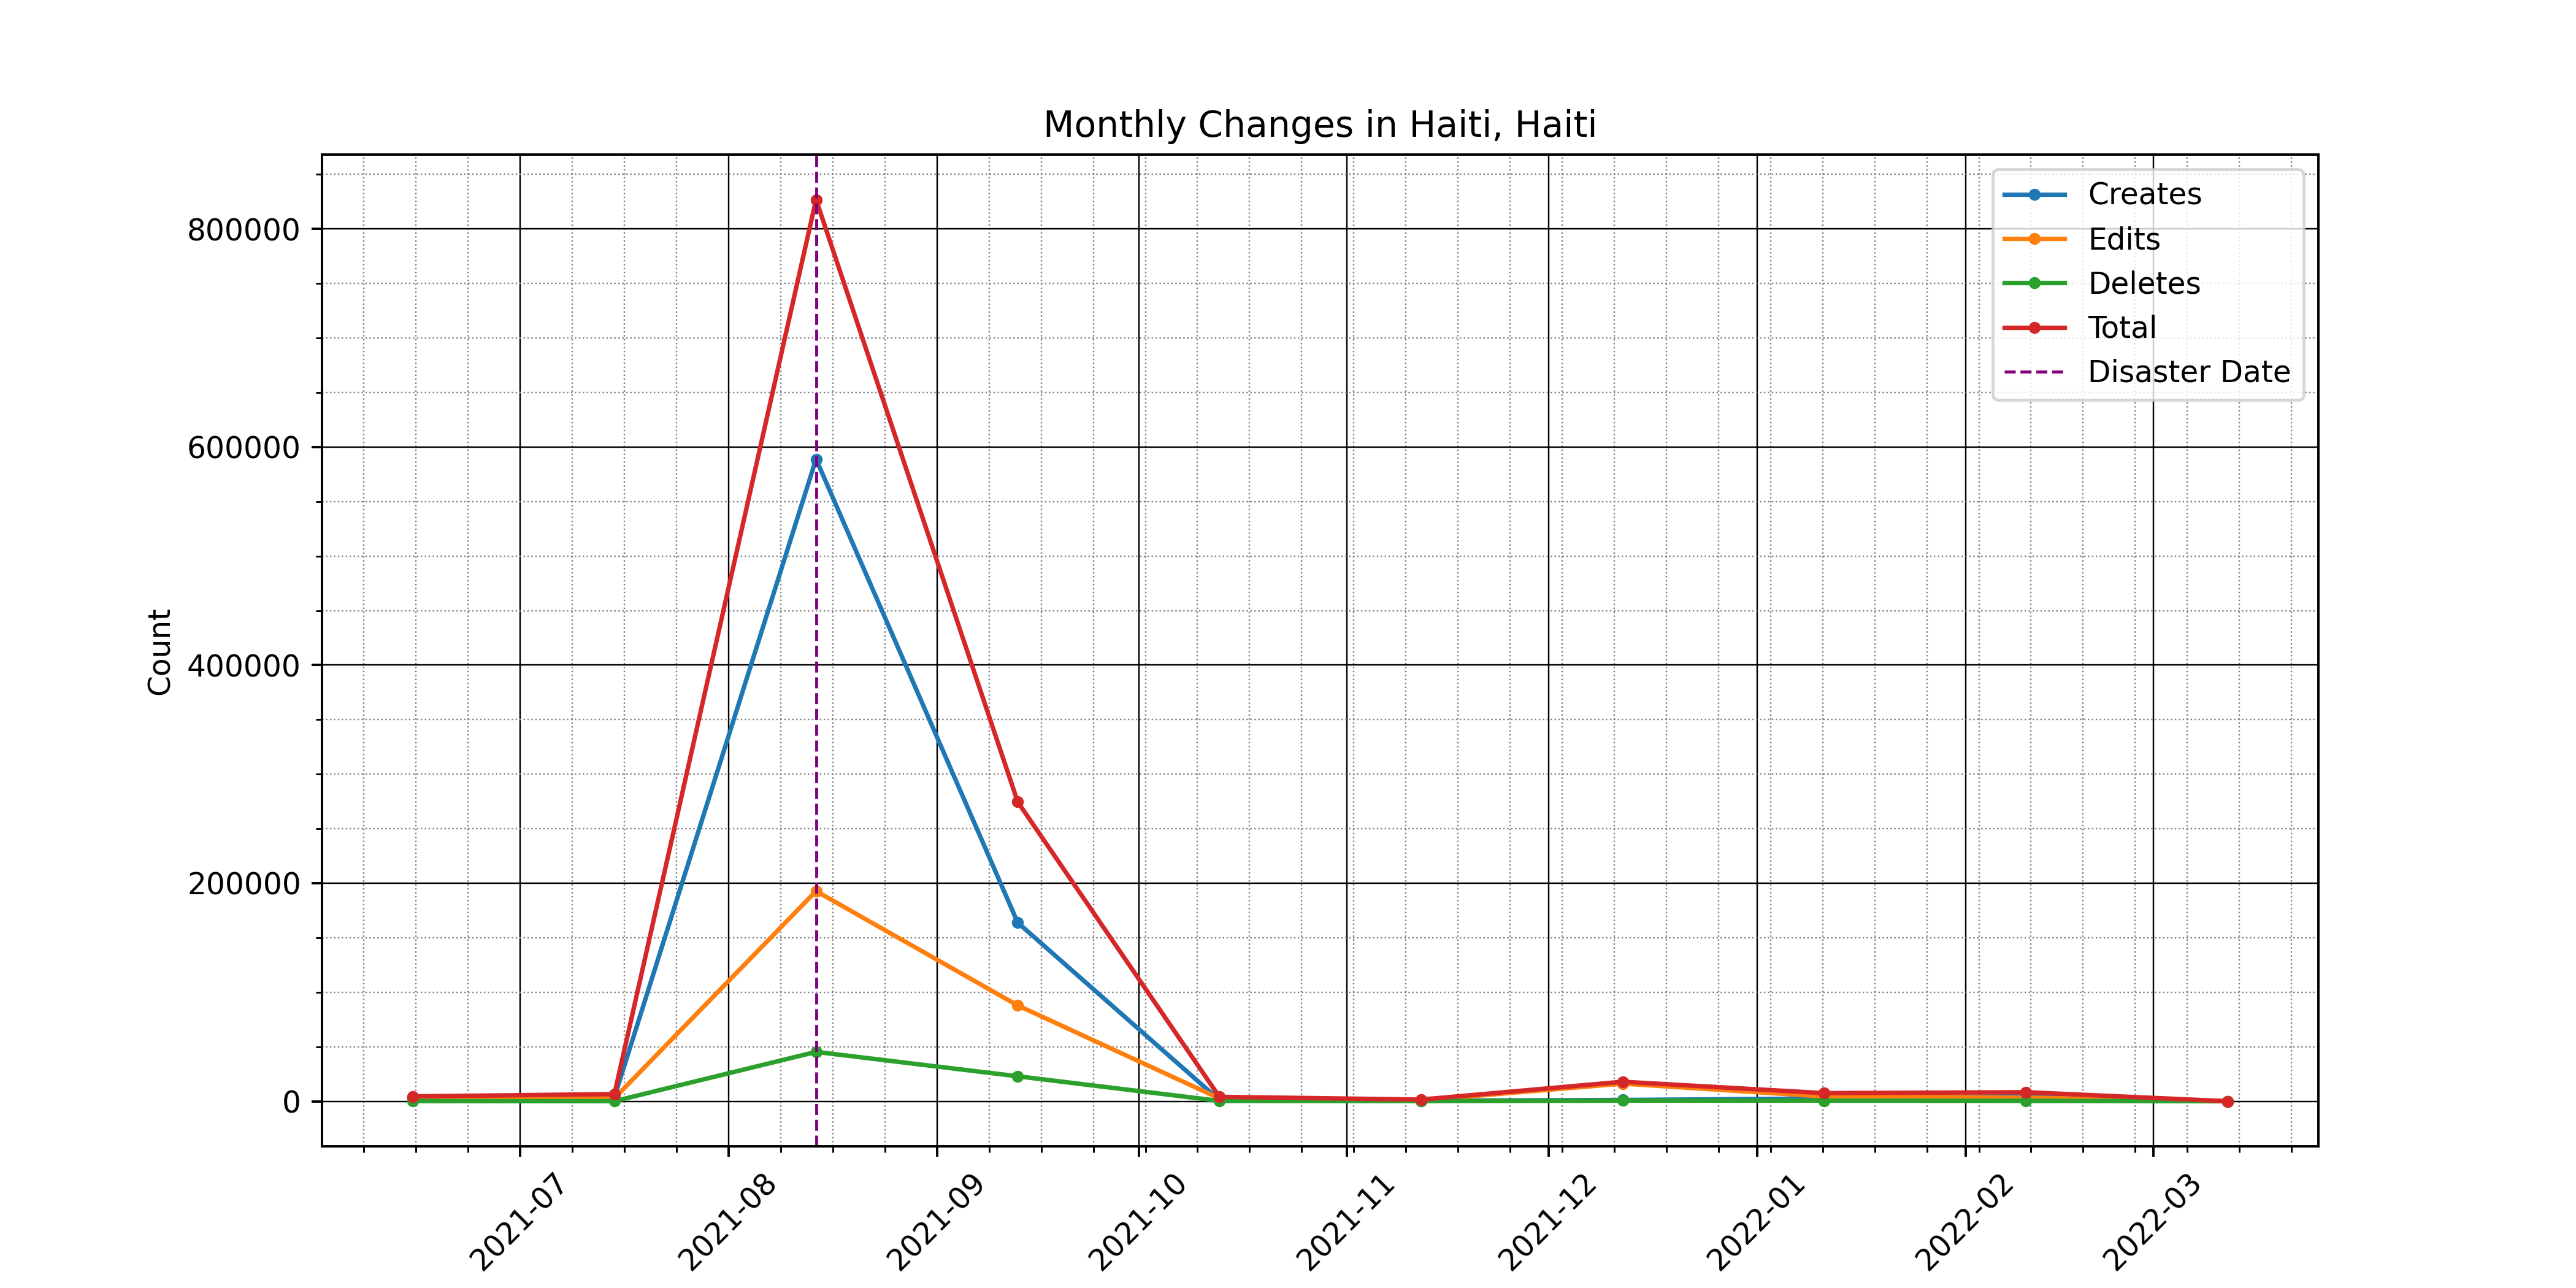 Monthly Changes in Haiti, Haiti
Creates
Edits
Deletes
Total
Disaster Date
Count
800000
600000
400000
200000
0
2021-07
2021-08
2021-09
2021-10
2021-11
2021-12
2022-01
2022-02
2022-03